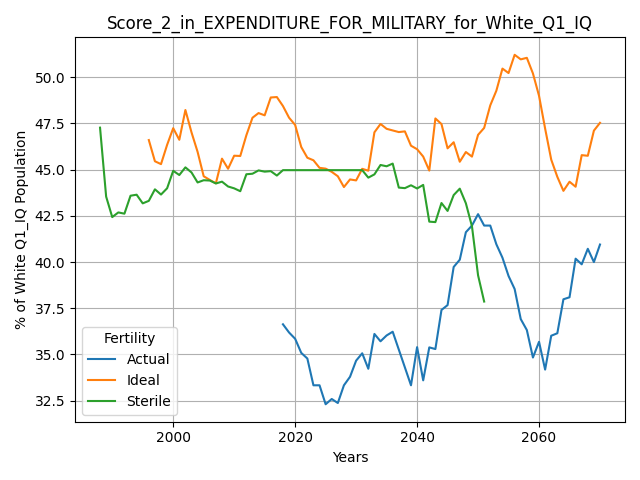 Score_2_in_EXPENDITURE_FOR_MILITARY_for_White_Q1_IQ
% of White Q1_IQ Population
50.0
47.5
45.0
42.5
40.0
37.5
35.0
32.5
Fertility
Actual
Ideal
Sterile
2000
2020
2040
2060
Years